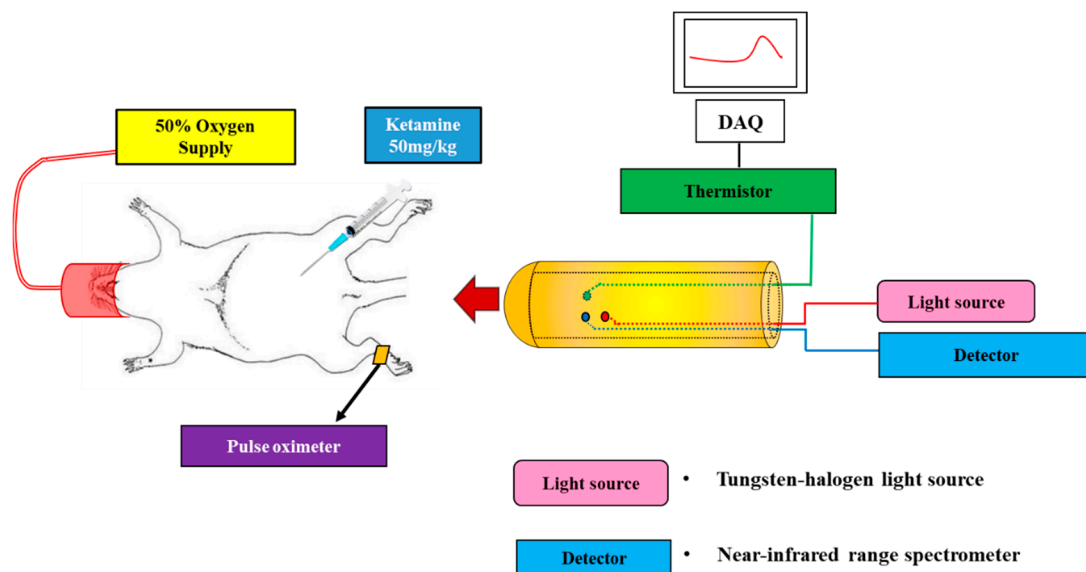 50% Oxygen
Supply
Ketamine
50mg/kg
DAQ
Thermistor
Light source
Detector
Pulse oximeter
Light source • Tungsten-halogen light source
Detector • Near-infrared range spectrometer